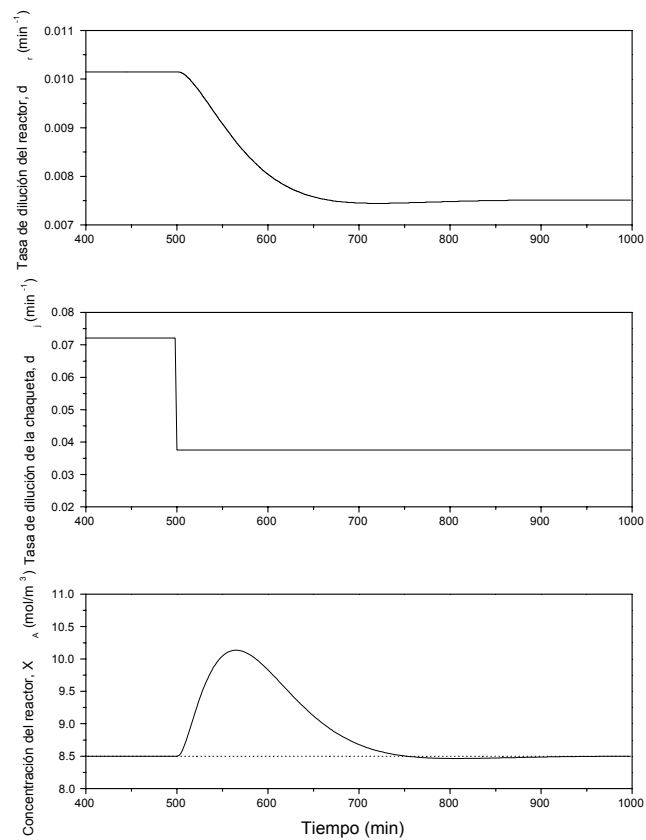 Tasa de dilución del reactor, d r (min -1)
0.011
0.010
0.009
0.008
0.007
400 500 600 700 800 900 1000
Tasa de dilución de la chaqueta, d j (min -1)
0.08
0.07
0.06
0.05
0.04
0.03
0.02
400 500 600 700 800 900 1000
Concentración del reactor, X A (mol/m 3)
11.0
10.5
10.0
9.5
9.0
8.5
8.0
400 500 600 700 800 900 1000
Tiempo (min)